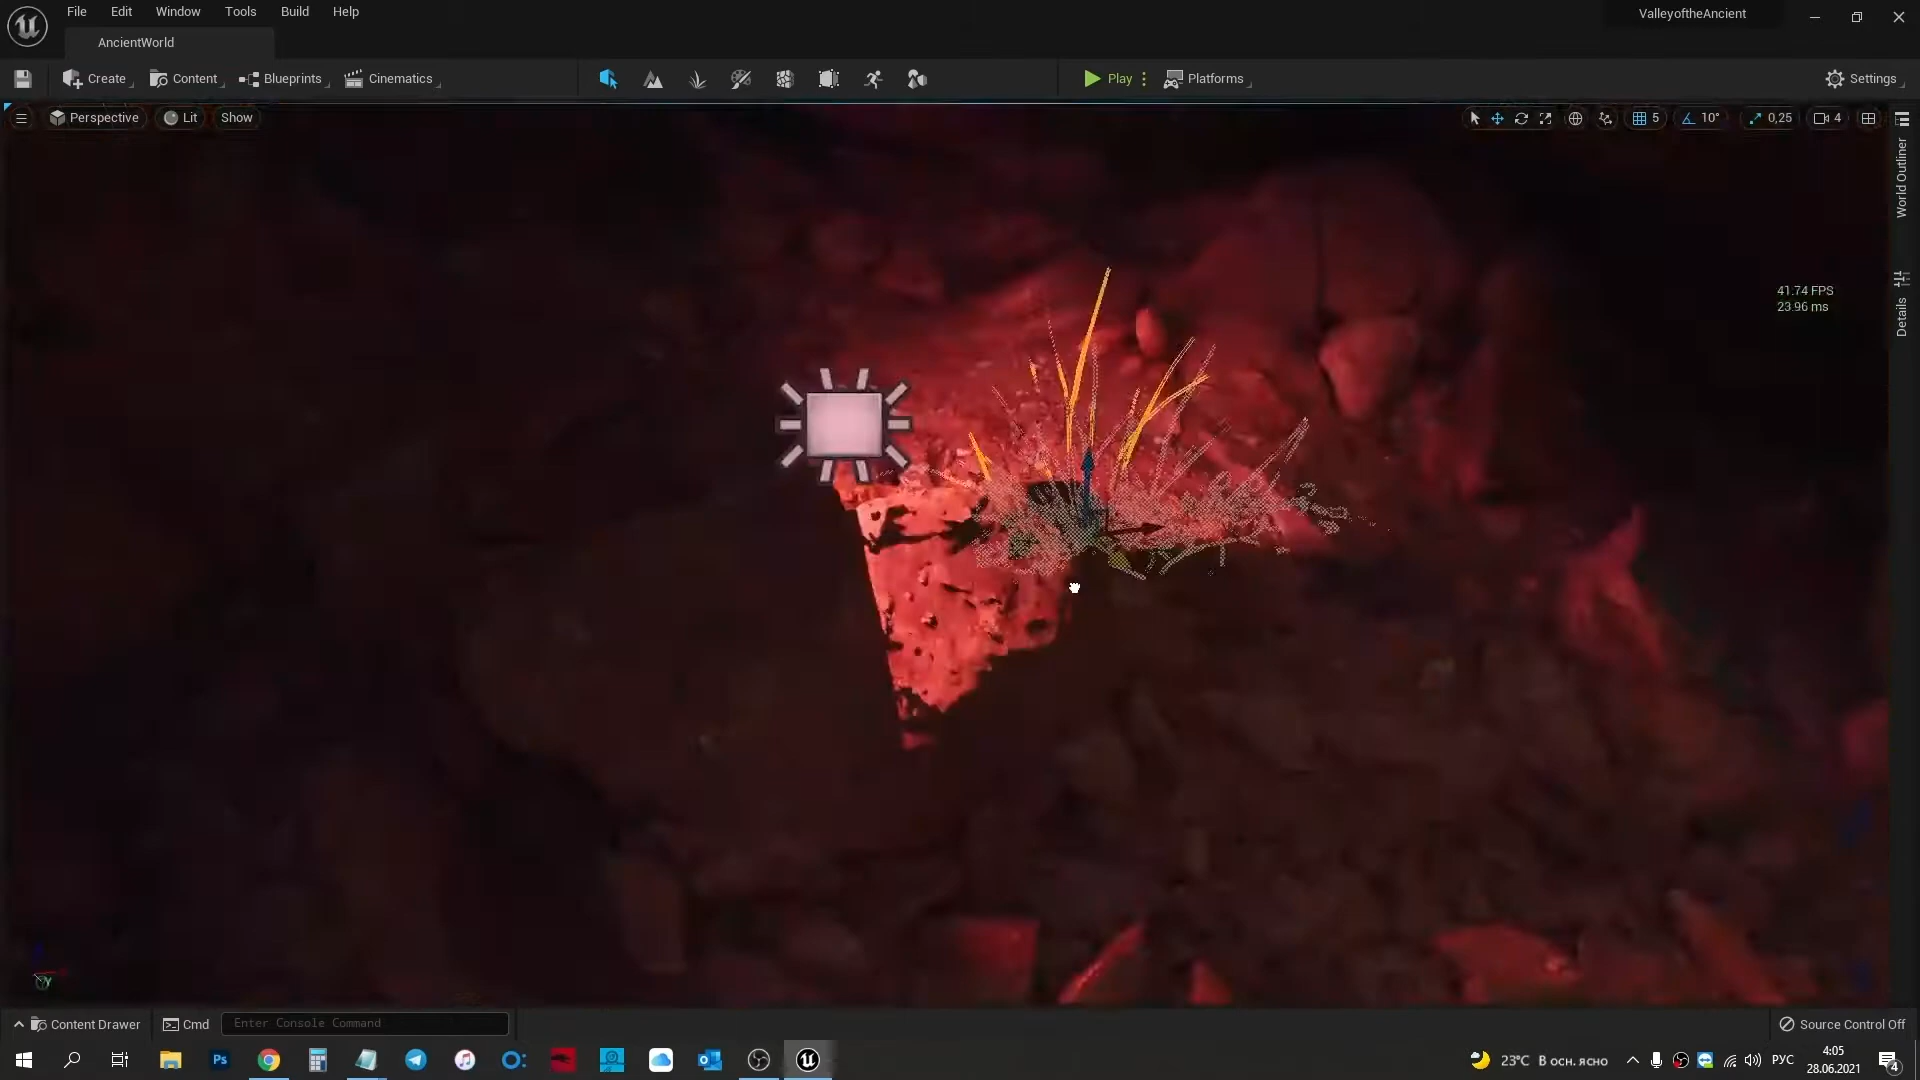 File Edit Window Tools Build Help
ValleyoftheAncient
AncientWorld
Create Content Blueprints Cinematics Play Platforms Settings
Perspective Lit Show 5 10° 0,25 4
World Outliner
41.74 FPS
23.96 ms
Details
Content Drawer Cmd Enter Console Command Source Control Off
Ps 23°C В осн. ясно РУС 4:05
28.06.2021 4